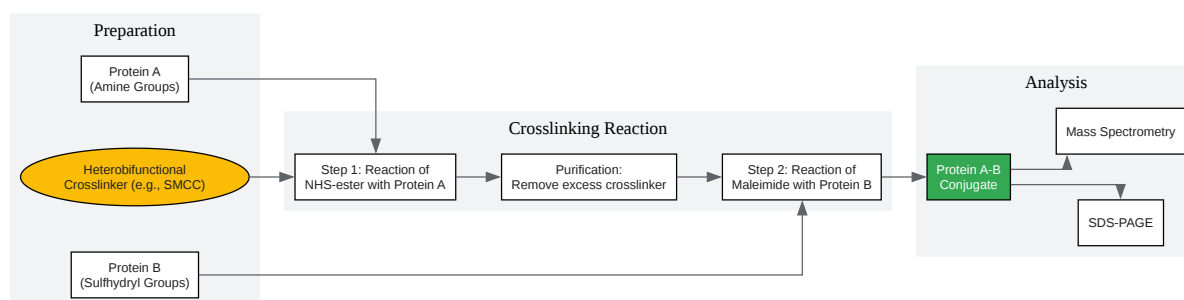 Preparation
Protein A
(Amine Groups)
Heterobifunctional
Crosslinker (e.g., SMCC)
Protein B
(Sulfhydryl Groups)
Crosslinking Reaction
Step 1: Reaction of
NHS-ester with Protein A
Purification:
Remove excess crosslinker
Step 2: Reaction of
Maleimide with Protein B
Analysis
Protein A-B
Conjugate
Mass Spectrometry
SDS-PAGE